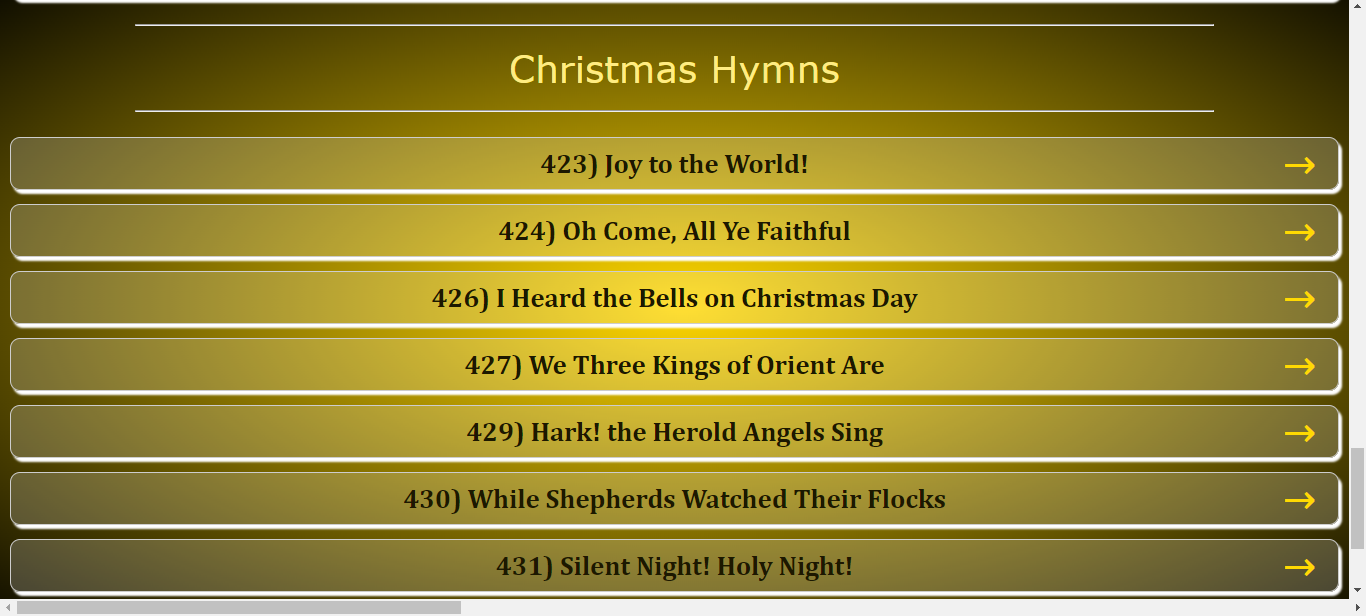 Christmas Hymns
423) Joy to the World!
424) Oh Come, All Ye Faithful
426) I Heard the Bells on Christmas Day
427) We Three Kings of Orient Are
429) Hark! the Herold Angels Sing
430) While Shepherds Watched Their Flocks
431) Silent Night! Holy Night!